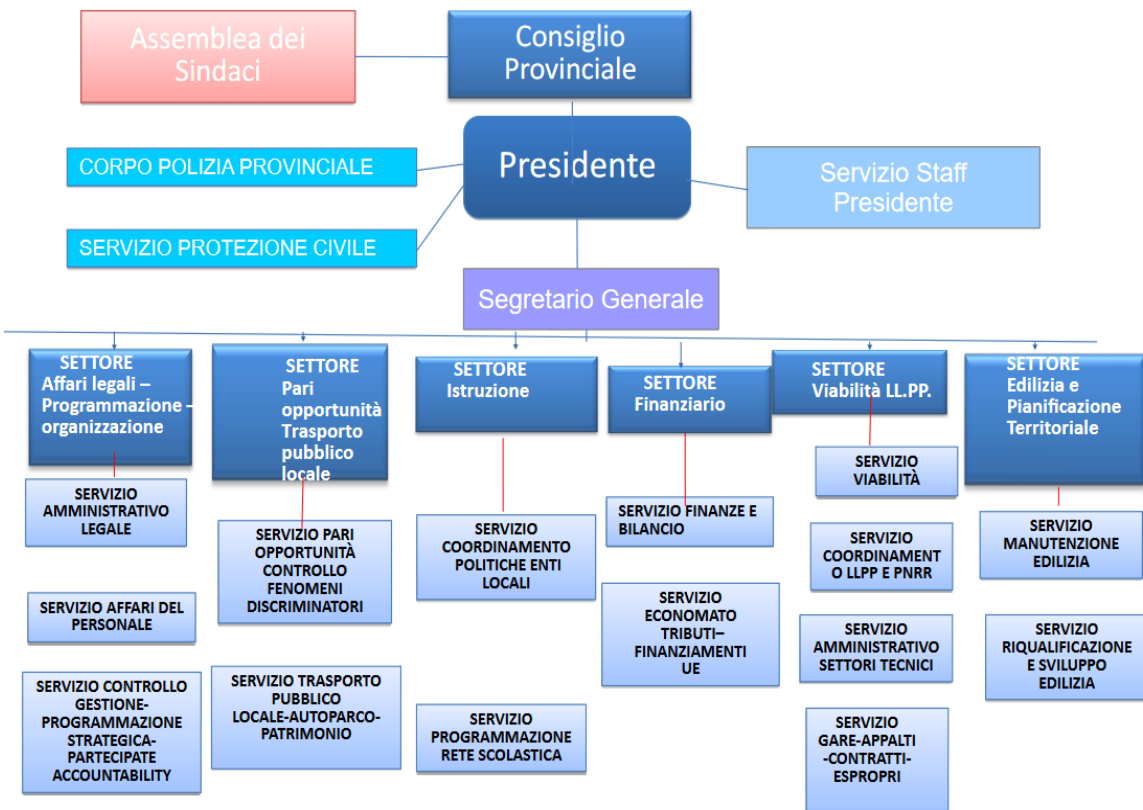 Assemblea dei
Sindaci
Consiglio
Provinciale
CORPO POLIZIA PROVINCIALE
Presidente
Servizio Staff
Presidente
SERVIZIO PROTEZIONE CIVILE
Segretario Generale
SETTORE
Affari legali –
Programmazione –
organizzazione
SERVIZIO
AMMINISTRATIVO
LEGALE
SERVIZIO AFFARI DEL
PERSONALE
SERVIZIO CONTROLLO
GESTIONE-
PROGRAMMAZIONE
STRATEGICA-
PARTECIPATE
ACCOUNTABILITY
SETTORE
Pari
opportunità
Trasporto
pubblico
locale
SERVIZIO PARI
OPPORTUNITÀ
CONTROLLO
FENOMENI
DISCRIMINATORI
SERVIZIO TRASPORTO
PUBBLICO
LOCALE-AUTOPARCO-
PATRIMONIO
SETTORE
Istruzione
SERVIZIO
COORDINAMENTO
POLITICHE ENTI
LOCALI
SERVIZIO
PROGRAMMAZIONE
RETE SCOLASTICA
SETTORE
Finanziario
SERVIZIO FINANZE E
BILANCIO
SERVIZIO
ECONOMATO
TRIBUTI–
FINANZIAMENTI
UE
SETTORE
Viabilità LL.PP.
SERVIZIO
VIABILITÀ
SERVIZIO
COORDINAMENT
O LLPP E PNRR
SERVIZIO
AMMINISTRATIVO
SETTORI TECNICI
SERVIZIO
GARE-APPALTI
-CONTRATTI-
ESPROPRI
SETTORE
Edilizia e
Pianificazione
Territoriale
SERVIZIO
MANUTENZIONE
EDILIZIA
SERVIZIO
RIQUALIFICAZIONE
E SVILUPPO
EDILIZIA